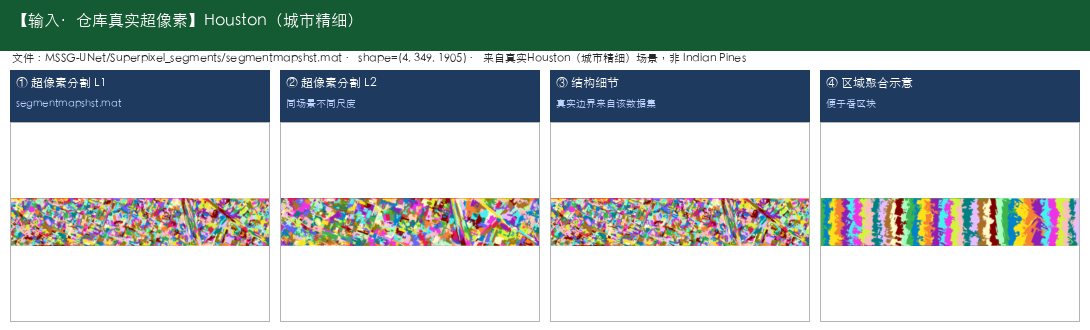 【输入·仓库真实超像素】Houston（城市精细）
文件：MSSG-UNet/Superpixel_segments/segmentmapshst.mat · shape=(4, 349, 1905) · 来自真实Houston（城市精细）场景，非 Indian Pines
① 超像素分割 L1
segmentmapshst.mat
② 超像素分割 L2
同场景不同尺度
③ 结构细节
真实边界来自该数据集
④ 区域聚合示意
便于看区块